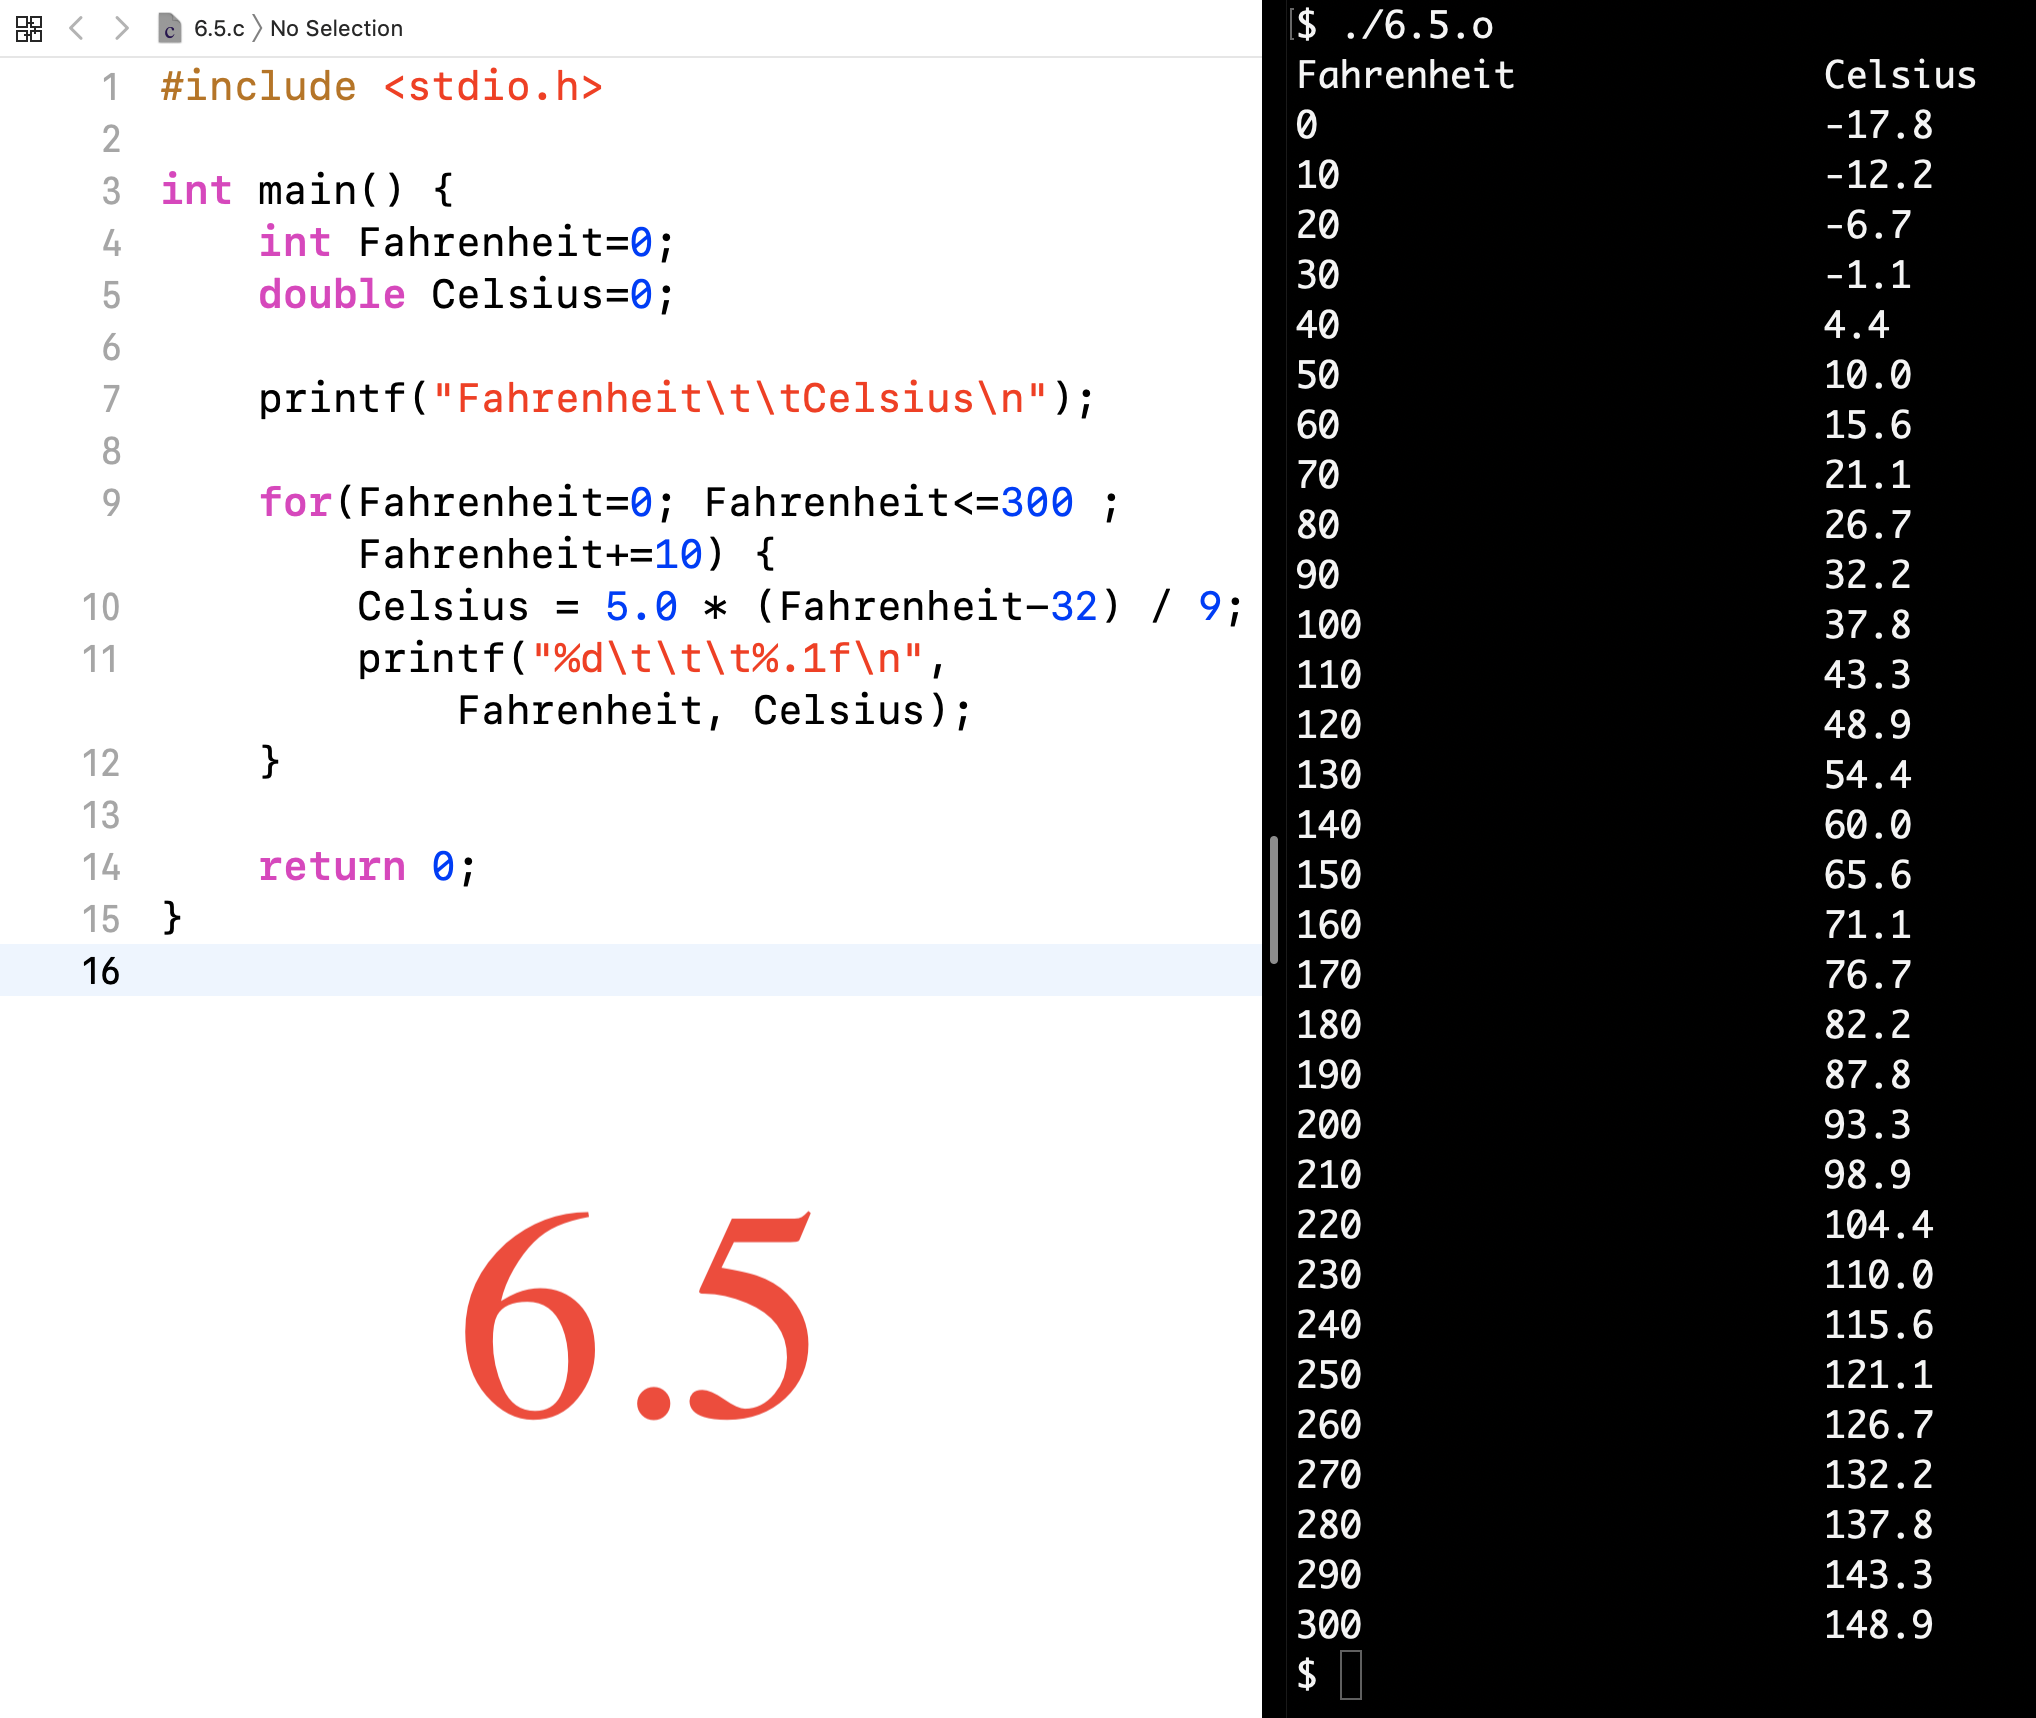 6.5.c 〉 No Selection
1 #include <stdio.h>
2
3 int main() {
4     int Fahrenheit=0;
5     double Celsius=0;
6
7     printf("Fahrenheit\t\tCelsius\n");
8
9     for(Fahrenheit=0; Fahrenheit<=300 ;
            Fahrenheit+=10) {
10         Celsius = 5.0 * (Fahrenheit-32) / 9;
11         printf("%d\t\t\t%.1f\n",
                Fahrenheit, Celsius);
12     }
13
14     return 0;
15 }
16
6.5
$ ./6.5.o
Fahrenheit Celsius
0 -17.8
10 -12.2
20 -6.7
30 -1.1
40 4.4
50 10.0
60 15.6
70 21.1
80 26.7
90 32.2
100 37.8
110 43.3
120 48.9
130 54.4
140 60.0
150 65.6
160 71.1
170 76.7
180 82.2
190 87.8
200 93.3
210 98.9
220 104.4
230 110.0
240 115.6
250 121.1
260 126.7
270 132.2
280 137.8
290 143.3
300 148.9
$